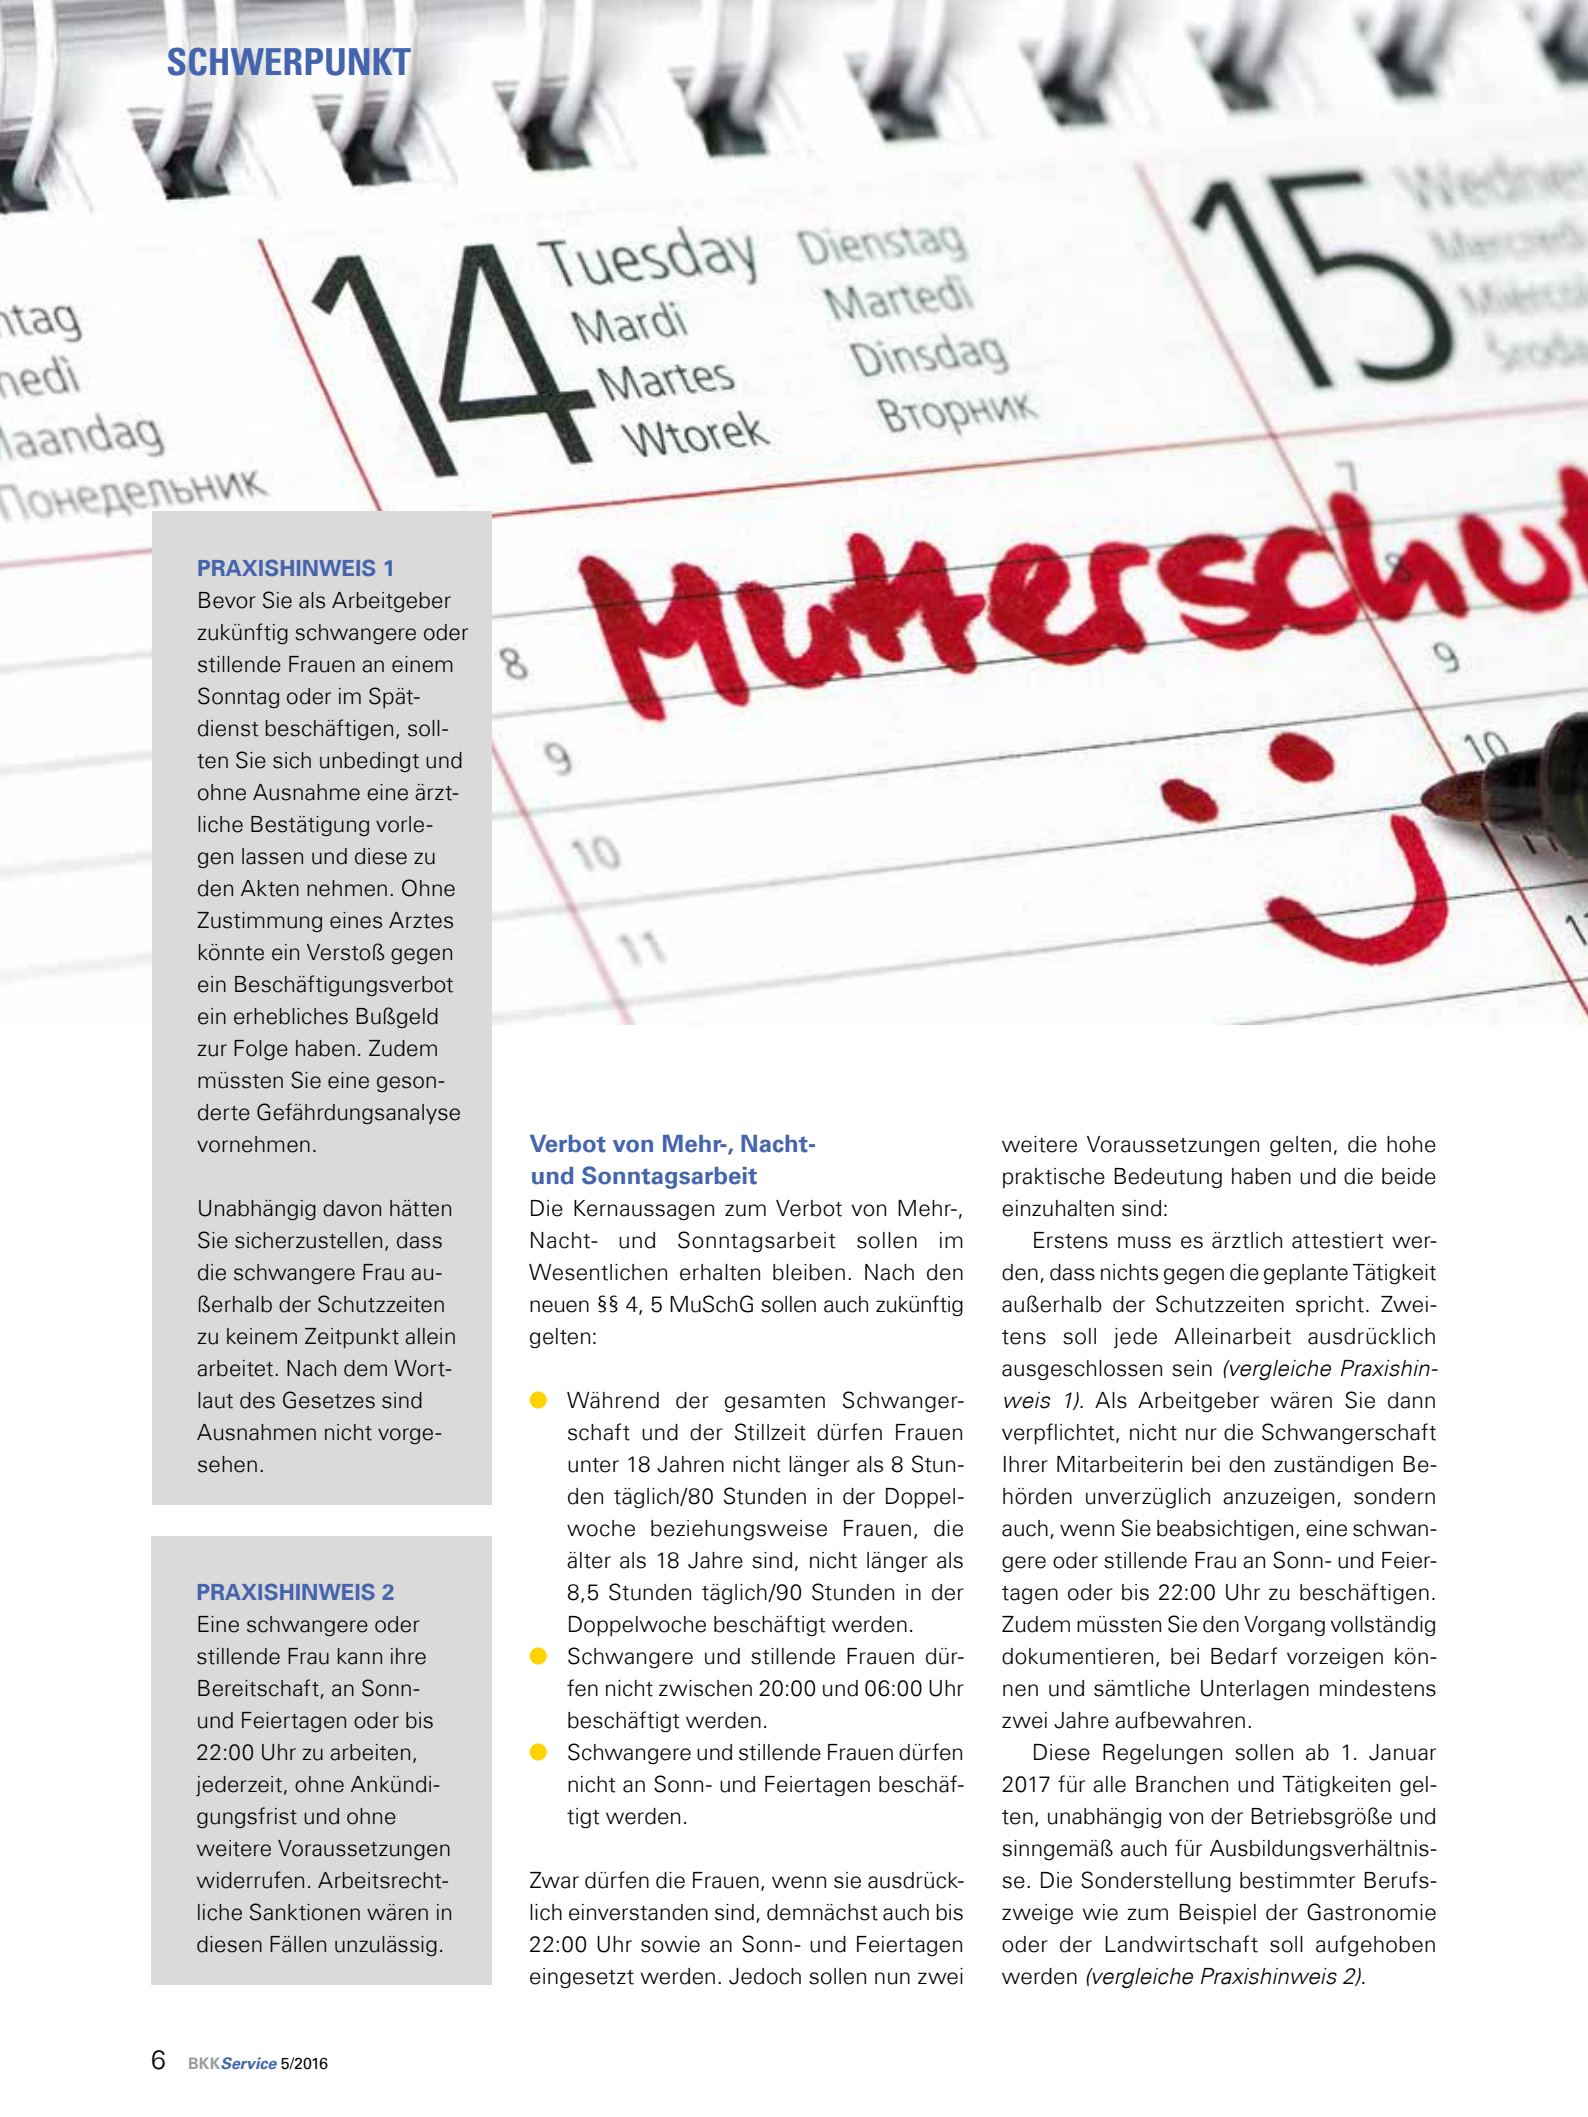 SCHWERPUNKT
14
Tuesday
Mardi
Martes
Wtorek
Dienstag
Martedì
Dinsdag
Вторник
15
ntag
nedì
aandag
Понедельник
7
8
9
10
8
9
10
11
Mutterschut
PRAXISHINWEIS 1
Bevor Sie als Arbeitgeber
zukünftig schwangere oder
stillende Frauen an einem
Sonntag oder im Spät-
dienst beschäftigen, soll-
ten Sie sich unbedingt und
ohne Ausnahme eine ärzt-
liche Bestätigung vorle-
gen lassen und diese zu
den Akten nehmen. Ohne
Zustimmung eines Arztes
könnte ein Verstoß gegen
ein Beschäftigungsverbot
ein erhebliches Bußgeld
zur Folge haben. Zudem
müssten Sie eine geson-
derte Gefährdungsanalyse
vornehmen.
Unabhängig davon hätten
Sie sicherzustellen, dass
die schwangere Frau au-
ßerhalb der Schutzzeiten
zu keinem Zeitpunkt allein
arbeitet. Nach dem Wort-
laut des Gesetzes sind
Ausnahmen nicht vorge-
sehen.
PRAXISHINWEIS 2
Eine schwangere oder
stillende Frau kann ihre
Bereitschaft, an Sonn-
und Feiertagen oder bis
22:00 Uhr zu arbeiten,
jederzeit, ohne Ankündi-
gungsfrist und ohne
weitere Voraussetzungen
widerrufen. Arbeitsrecht-
liche Sanktionen wären in
diesen Fällen unzulässig.
Verbot von Mehr-, Nacht-
und Sonntagsarbeit
Die Kernaussagen zum Verbot von Mehr-,
Nacht- und Sonntagsarbeit sollen im
Wesentlichen erhalten bleiben. Nach den
neuen §§ 4, 5 MuSchG sollen auch zukünftig
gelten:
● Während der gesamten Schwanger-
schaft und der Stillzeit dürfen Frauen
unter 18 Jahren nicht länger als 8 Stun-
den täglich/80 Stunden in der Doppel-
woche beziehungsweise Frauen, die
älter als 18 Jahre sind, nicht länger als
8,5 Stunden täglich/90 Stunden in der
Doppelwoche beschäftigt werden.
● Schwangere und stillende Frauen dür-
fen nicht zwischen 20:00 und 06:00 Uhr
beschäftigt werden.
● Schwangere und stillende Frauen dürfen
nicht an Sonn- und Feiertagen beschäf-
tigt werden.
Zwar dürfen die Frauen, wenn sie ausdrück-
lich einverstanden sind, demnächst auch bis
22:00 Uhr sowie an Sonn- und Feiertagen
eingesetzt werden. Jedoch sollen nun zwei
weitere Voraussetzungen gelten, die hohe
praktische Bedeutung haben und die beide
einzuhalten sind:
Erstens muss es ärztlich attestiert wer-
den, dass nichts gegen die geplante Tätigkeit
außerhalb der Schutzzeiten spricht. Zwei-
tens soll jede Alleinarbeit ausdrücklich
ausgeschlossen sein (vergleiche Praxishin-
weis 1). Als Arbeitgeber wären Sie dann
verpflichtet, nicht nur die Schwangerschaft
Ihrer Mitarbeiterin bei den zuständigen Be-
hörden unverzüglich anzuzeigen, sondern
auch, wenn Sie beabsichtigen, eine schwan-
gere oder stillende Frau an Sonn- und Feier-
tagen oder bis 22:00 Uhr zu beschäftigen.
Zudem müssten Sie den Vorgang vollständig
dokumentieren, bei Bedarf vorzeigen kön-
nen und sämtliche Unterlagen mindestens
zwei Jahre aufbewahren.
Diese Regelungen sollen ab 1. Januar
2017 für alle Branchen und Tätigkeiten gel-
ten, unabhängig von der Betriebsgröße und
sinngemäß auch für Ausbildungsverhältnis-
se. Die Sonderstellung bestimmter Berufs-
zweige wie zum Beispiel der Gastronomie
oder der Landwirtschaft soll aufgehoben
werden (vergleiche Praxishinweis 2).
6 BKKService 5/2016